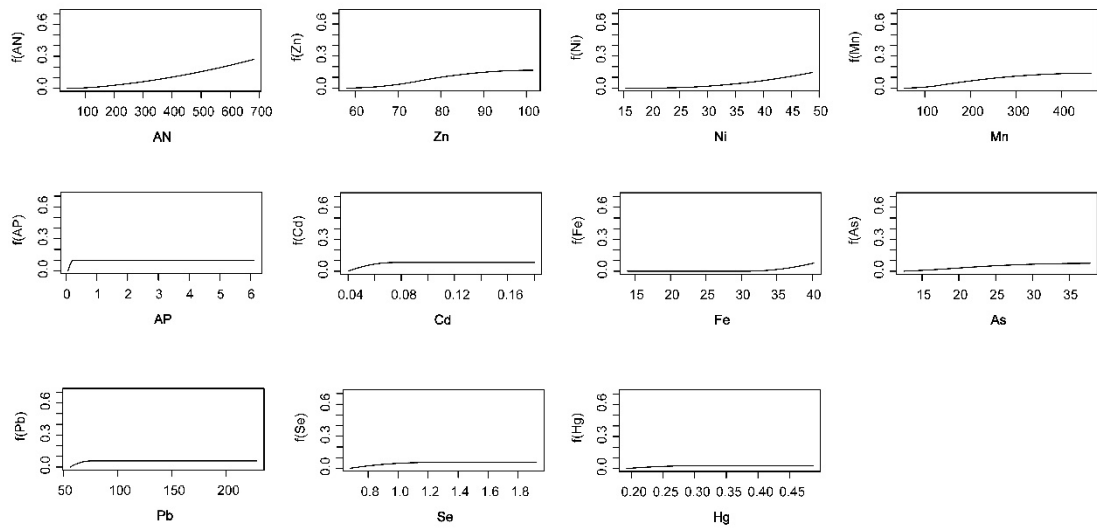 f(AN)
0.0 0.3 0.6
100 200 300 400 500 600 700
AN
f(Zn)
0.0 0.3 0.6
60 70 80 90 100
Zn
f(Ni)
0.0 0.3 0.6
15 20 25 30 35 40 45 50
Ni
f(Mn)
0.0 0.3 0.6
100 200 300 400
Mn
f(AP)
0.0 0.3 0.6
0 1 2 3 4 5 6
AP
f(Cd)
0.0 0.3 0.6
0.04 0.08 0.12 0.16
Cd
f(Fe)
0.0 0.3 0.6
15 20 25 30 35 40
Fe
f(As)
0.0 0.3 0.6
15 20 25 30 35
As
f(Pb)
0.0 0.3 0.6
50 100 150 200
Pb
f(Se)
0.0 0.3 0.6
0.8 1.0 1.2 1.4 1.6 1.8
Se
f(Hg)
0.0 0.3 0.6
0.20 0.25 0.30 0.35 0.40 0.45
Hg